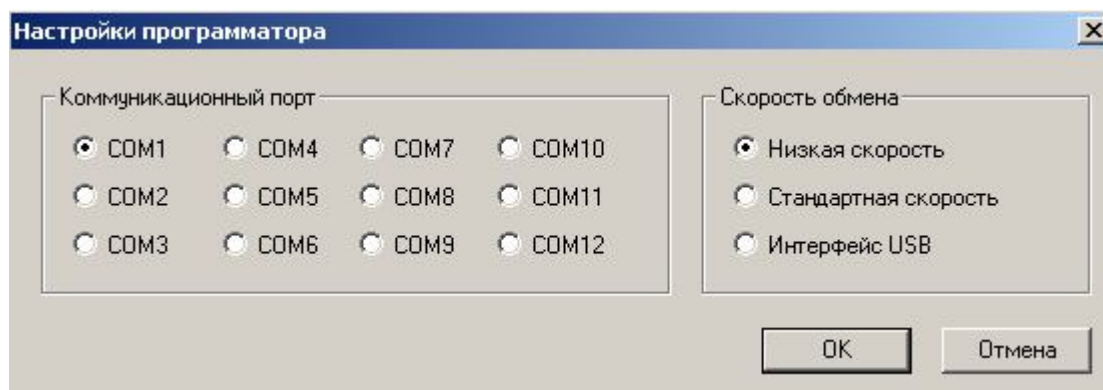 Настройки программатора
Коммуникационный порт
Скорость обмена
COM1 COM4 COM7 COM10
Низкая скорость
COM2 COM5 COM8 COM11
Стандартная скорость
COM3 COM6 COM9 COM12
Интерфейс USB
OK
Отмена